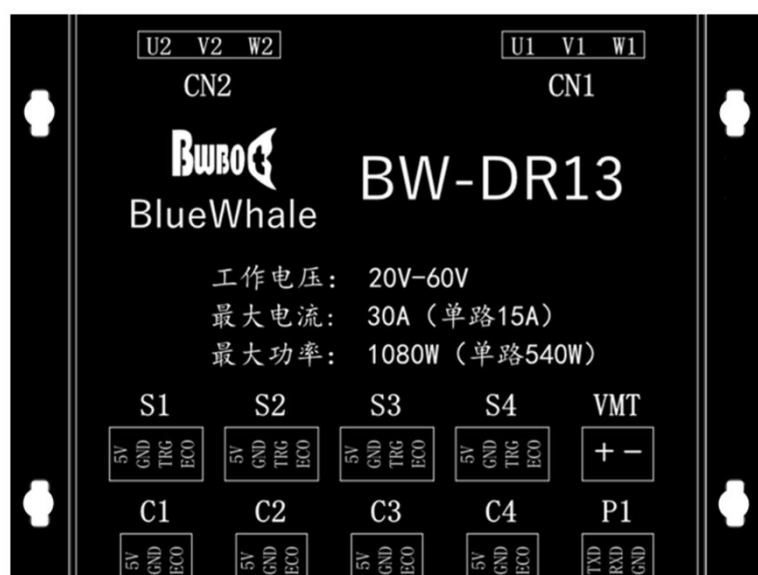 U2 V2 W2
U1 V1 W1
CN2
CN1
BWBOt
BlueWhale
BW-DR13
工作电压： 20V-60V
最大电流: 30A（单路15A）
最大功率: 1080W（单路540W）
S1 S2 S3 S4 VMT
5V GND TRG ECO
5V GND TRG ECO
5V GND TRG ECO
5V GND TRG ECO
+ -
C1 C2 C3 C4 P1
5V GND ECO
5V GND ECO
5V GND ECO
5V GND ECO
TXD RXD GND